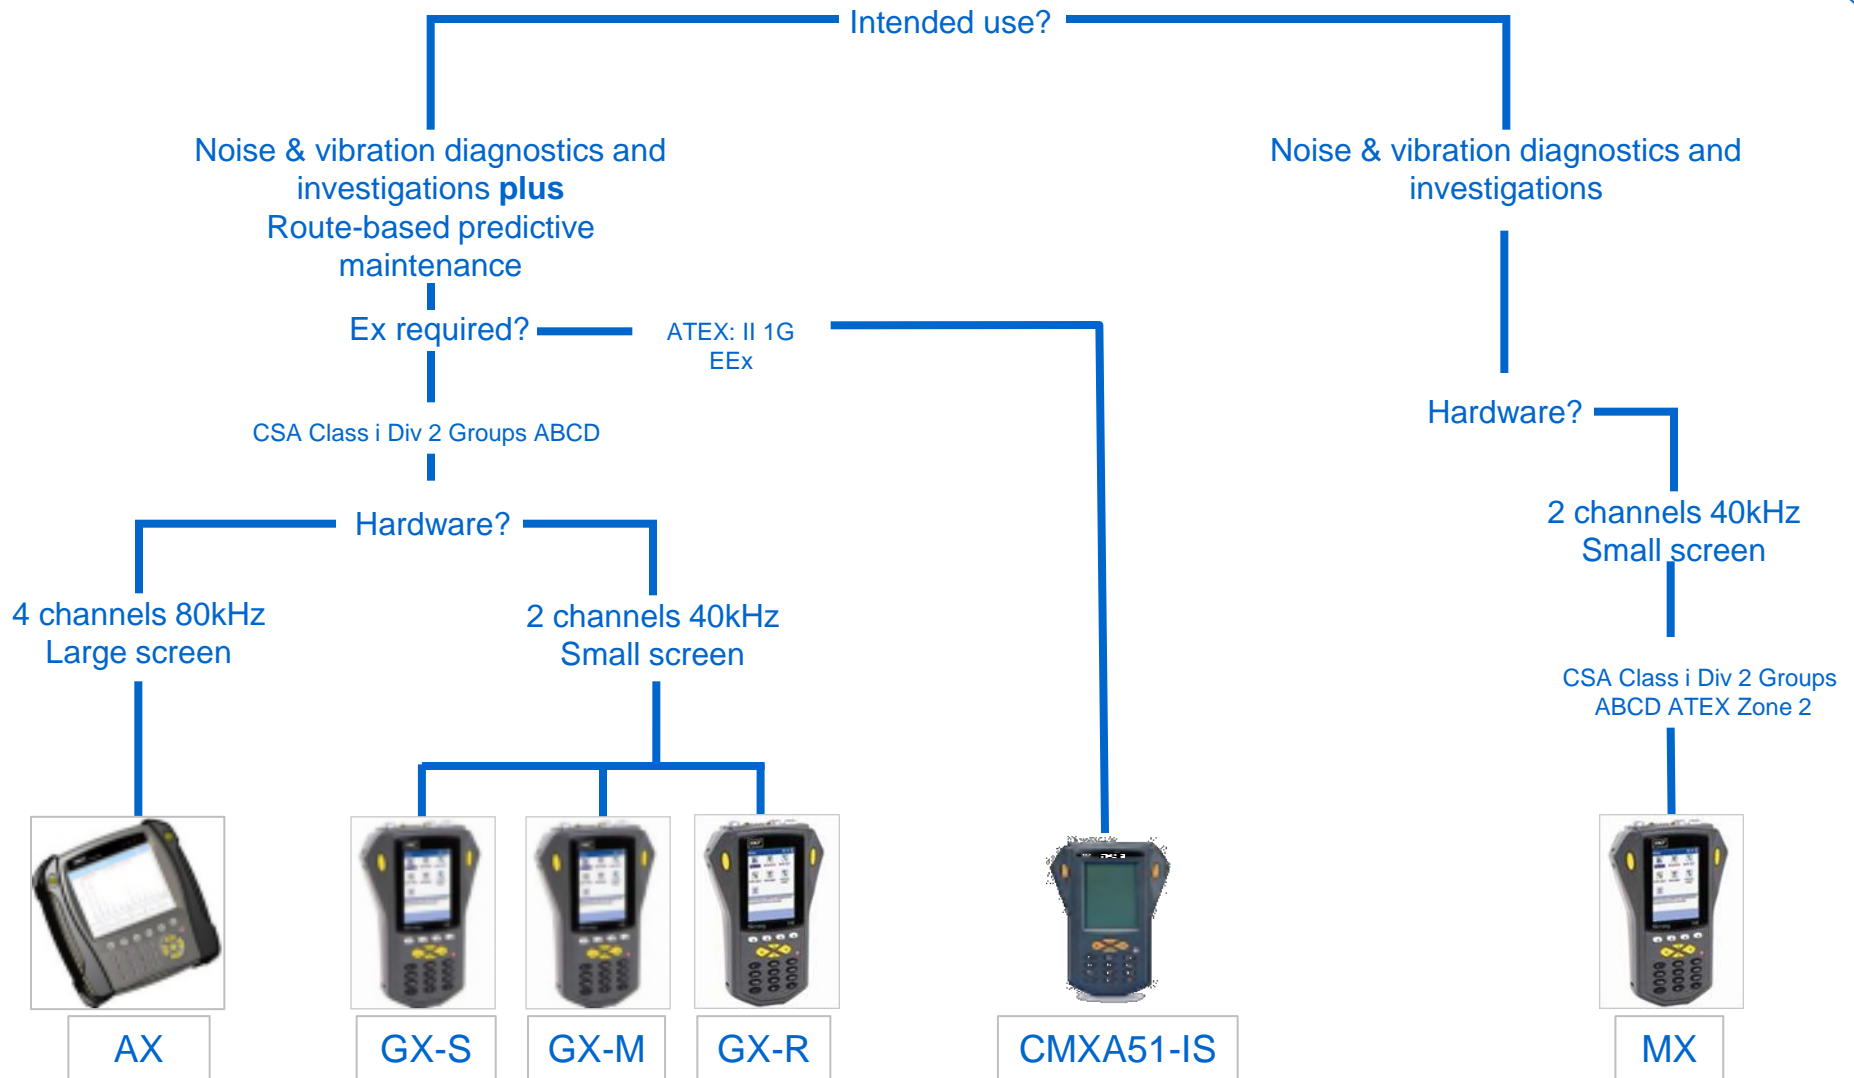 Intended use?
Noise & vibration diagnostics and
investigations plus
Route-based predictive
maintenance
Noise & vibration diagnostics and
investigations
Ex required?
ATEX: II 1G
EEx
CSA Class i Div 2 Groups ABCD
Hardware?
Hardware?
4 channels 80kHz
Large screen
2 channels 40kHz
Small screen
2 channels 40kHz
Small screen
CSA Class i Div 2 Groups
ABCD ATEX Zone 2
AX
GX-S
GX-M
GX-R
CMXA51-IS
MX